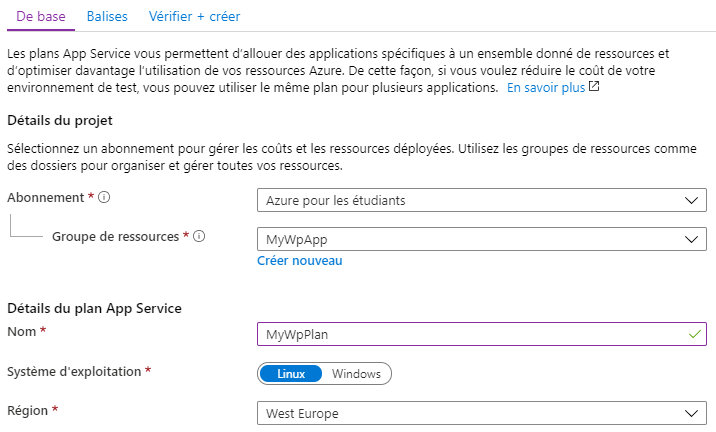 De base Balises Vérifier + créer
Les plans App Service vous permettent d'allouer des applications spécifiques à un ensemble donné de ressources et
d'optimiser davantage l'utilisation de vos ressources Azure. De cette façon, si vous voulez réduire le coût de votre
environnement de test, vous pouvez utiliser le même plan pour plusieurs applications. En savoir plus
Détails du projet
Sélectionnez un abonnement pour gérer les coûts et les ressources déployées. Utilisez les groupes de ressources comme
des dossiers pour organiser et gérer toutes vos ressources.
Abonnement * Azure pour les étudiants
Groupe de ressources * MyWpApp
Créer nouveau
Détails du plan App Service
Nom * MyWpPlan
Système d'exploitation * Linux Windows
Région * West Europe